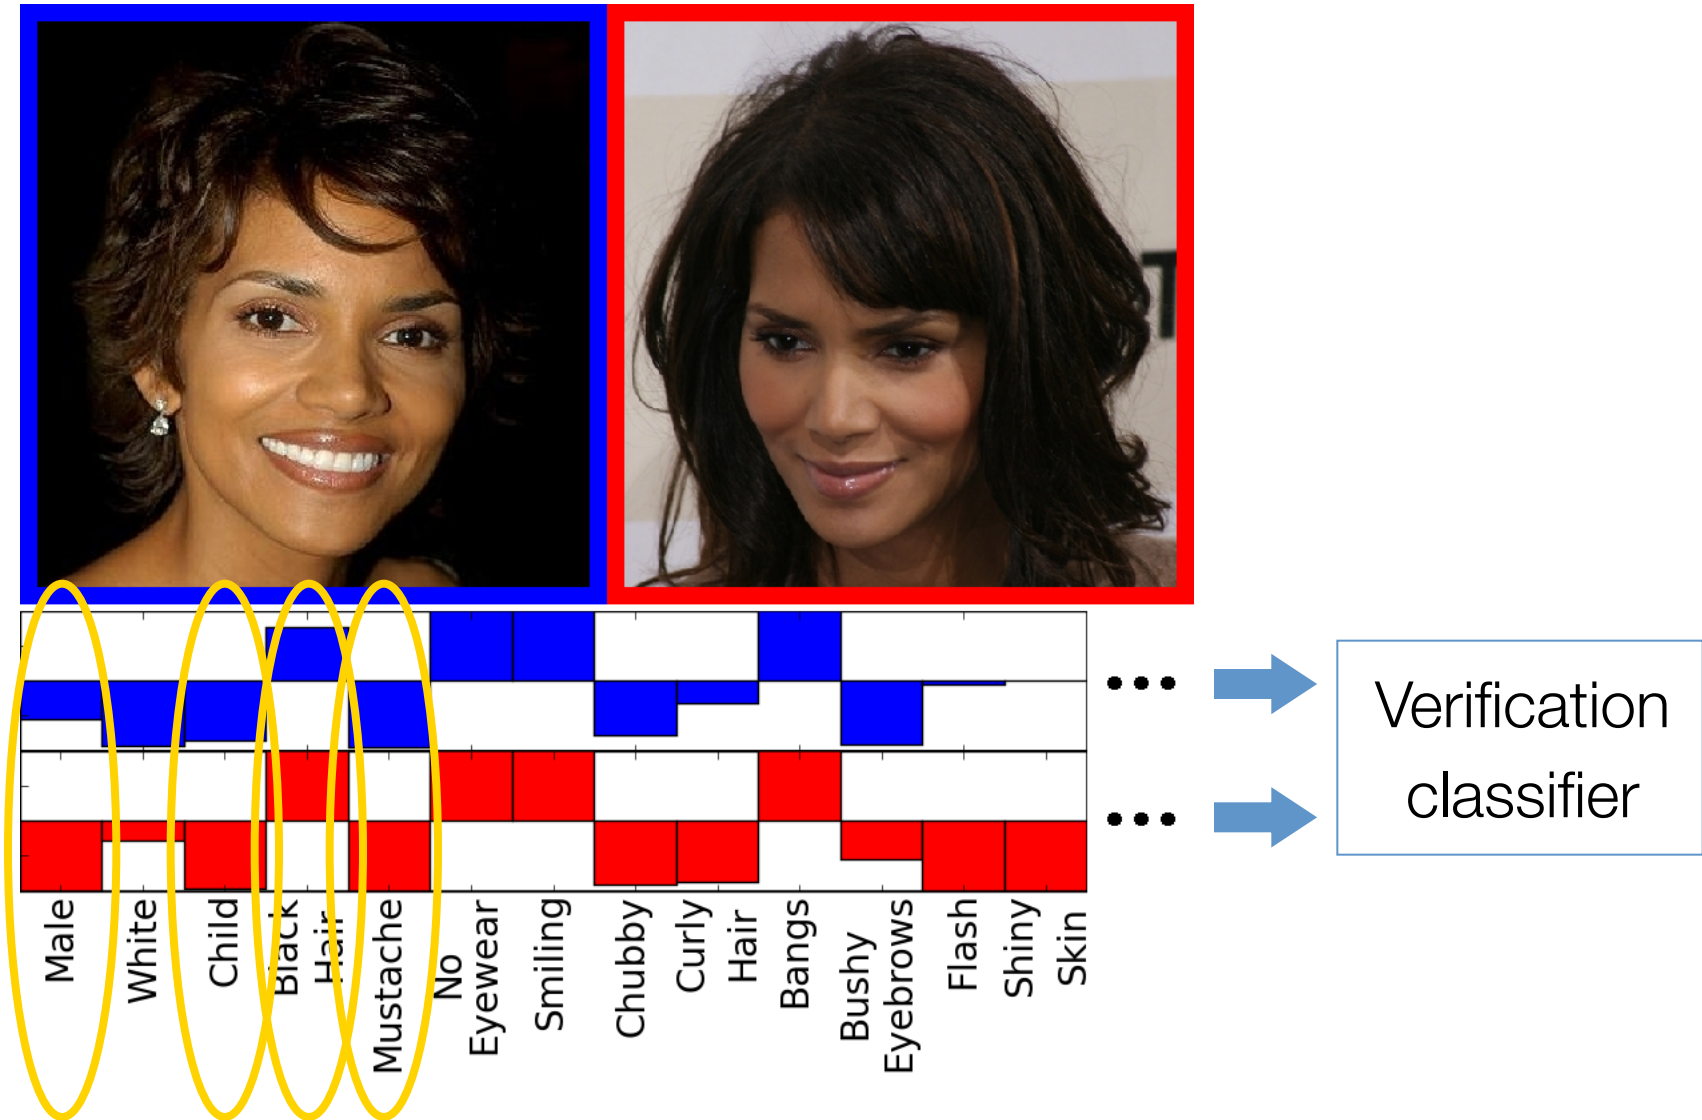 T
Verification
classifier
Male
White
Child
Black
Hair
Mustache
No
Eyewear
Smiling
Chubby
Curly
Hair
Bangs
Bushy
Eyebrows
Flash
Shiny
Skin